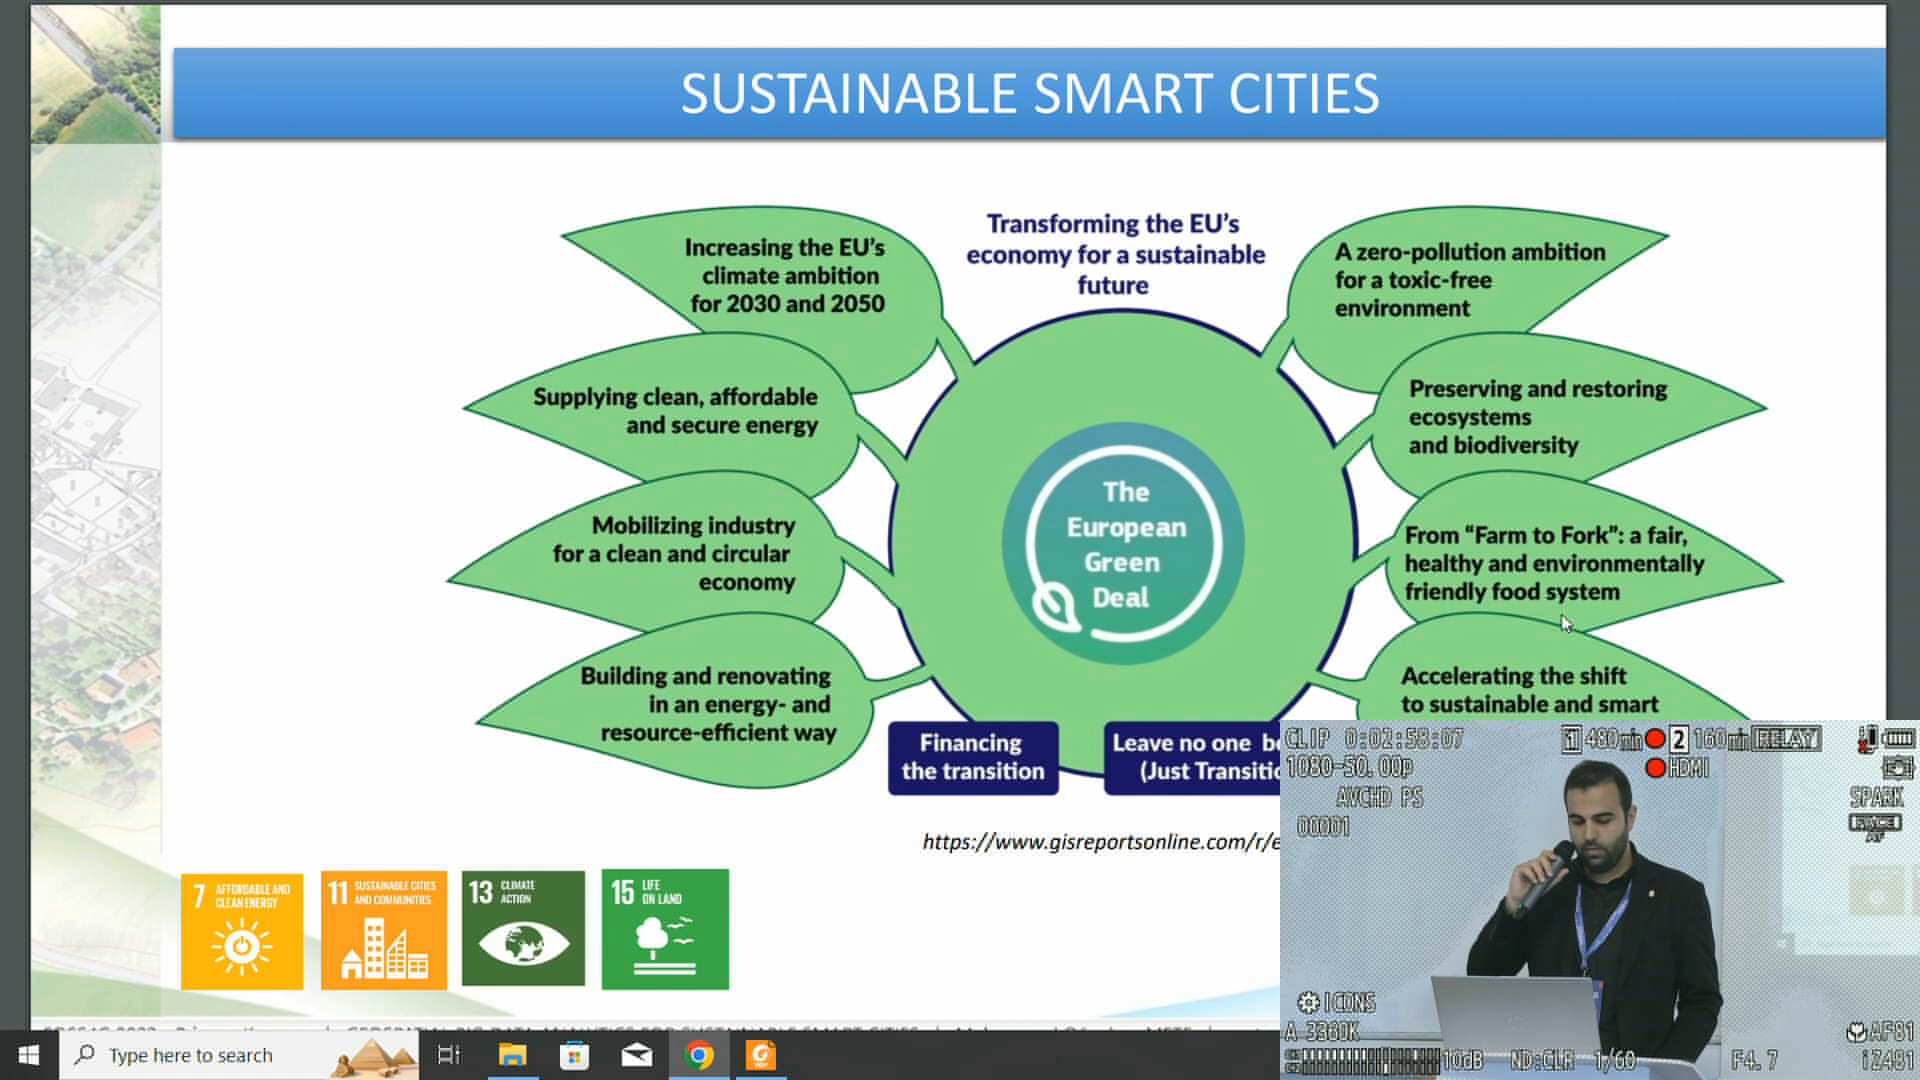 SUSTAINABLE SMART CITIES
Transforming the EU's
economy for a sustainable
future
Increasing the EU's
climate ambition
for 2030 and 2050
Supplying clean, affordable
and secure energy
Mobilizing industry
for a clean and circular
economy
Building and renovating
in an energy- and
resource-efficient way
A zero-pollution ambition
for a toxic-free
environment
Preserving and restoring
ecosystems
and biodiversity
From “Farm to Fork”: a fair,
healthy and environmentally
friendly food system
Accelerating the shift
to sustainable and smart
The
European
Green
Deal
Financing
the transition
Leave no one
(Just
https://www.gisreportsonline.com/r/e
7 AFFORDABLE AND
CLEAN ENERGY
11 SUSTAINABLE CITIES
AND COMMUNITIES
13 CLIMATE
ACTION
15 LIFE
ON LAND
CLIP 0:02:58:07
1 480min 2 160min RELAY
1080-50.00p
HDMI
AVCHD PS
SPARK
00001
FACE
AF
ICONS
A 3360K
10dB ND:CLR 1/60 F4.7
AF81
Type here to search